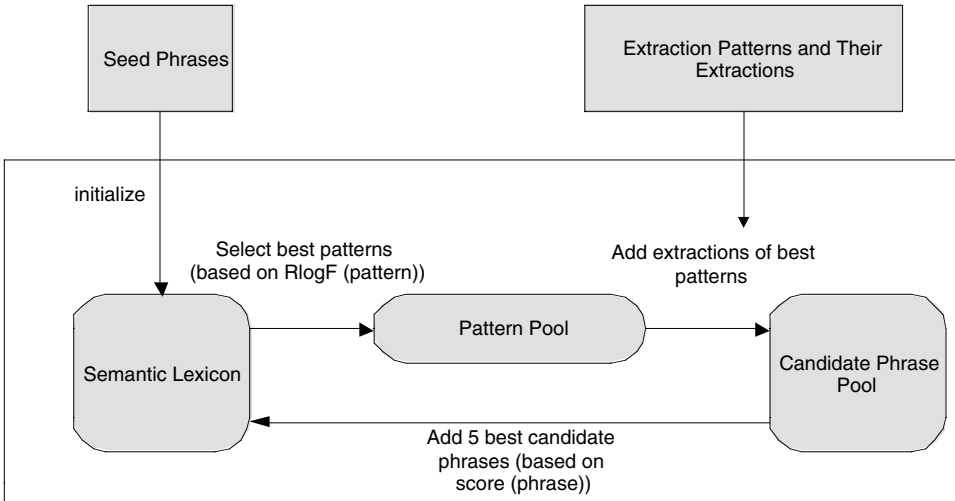 Seed Phrases
Extraction Patterns and Their
Extractions
initialize
Select best patterns
(based on RlogF (pattern))
Add extractions of best
patterns
Pattern Pool
Semantic Lexicon
Candidate Phrase
Pool
Add 5 best candidate
phrases (based on
score (phrase))